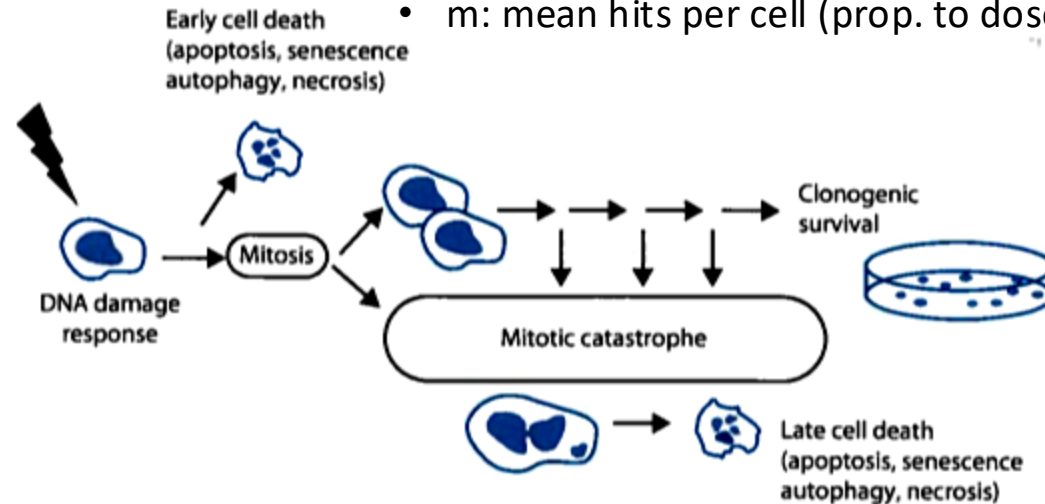 • m: mean hits per cell (prop. to dose
Early cell death
(apoptosis, senescence
autophagy, necrosis)
Clonogenic
survival
Mitosis
DNA damage
response
Mitotic catastrophe
Late cell death
(apoptosis, senescence
autophagy, necrosis)